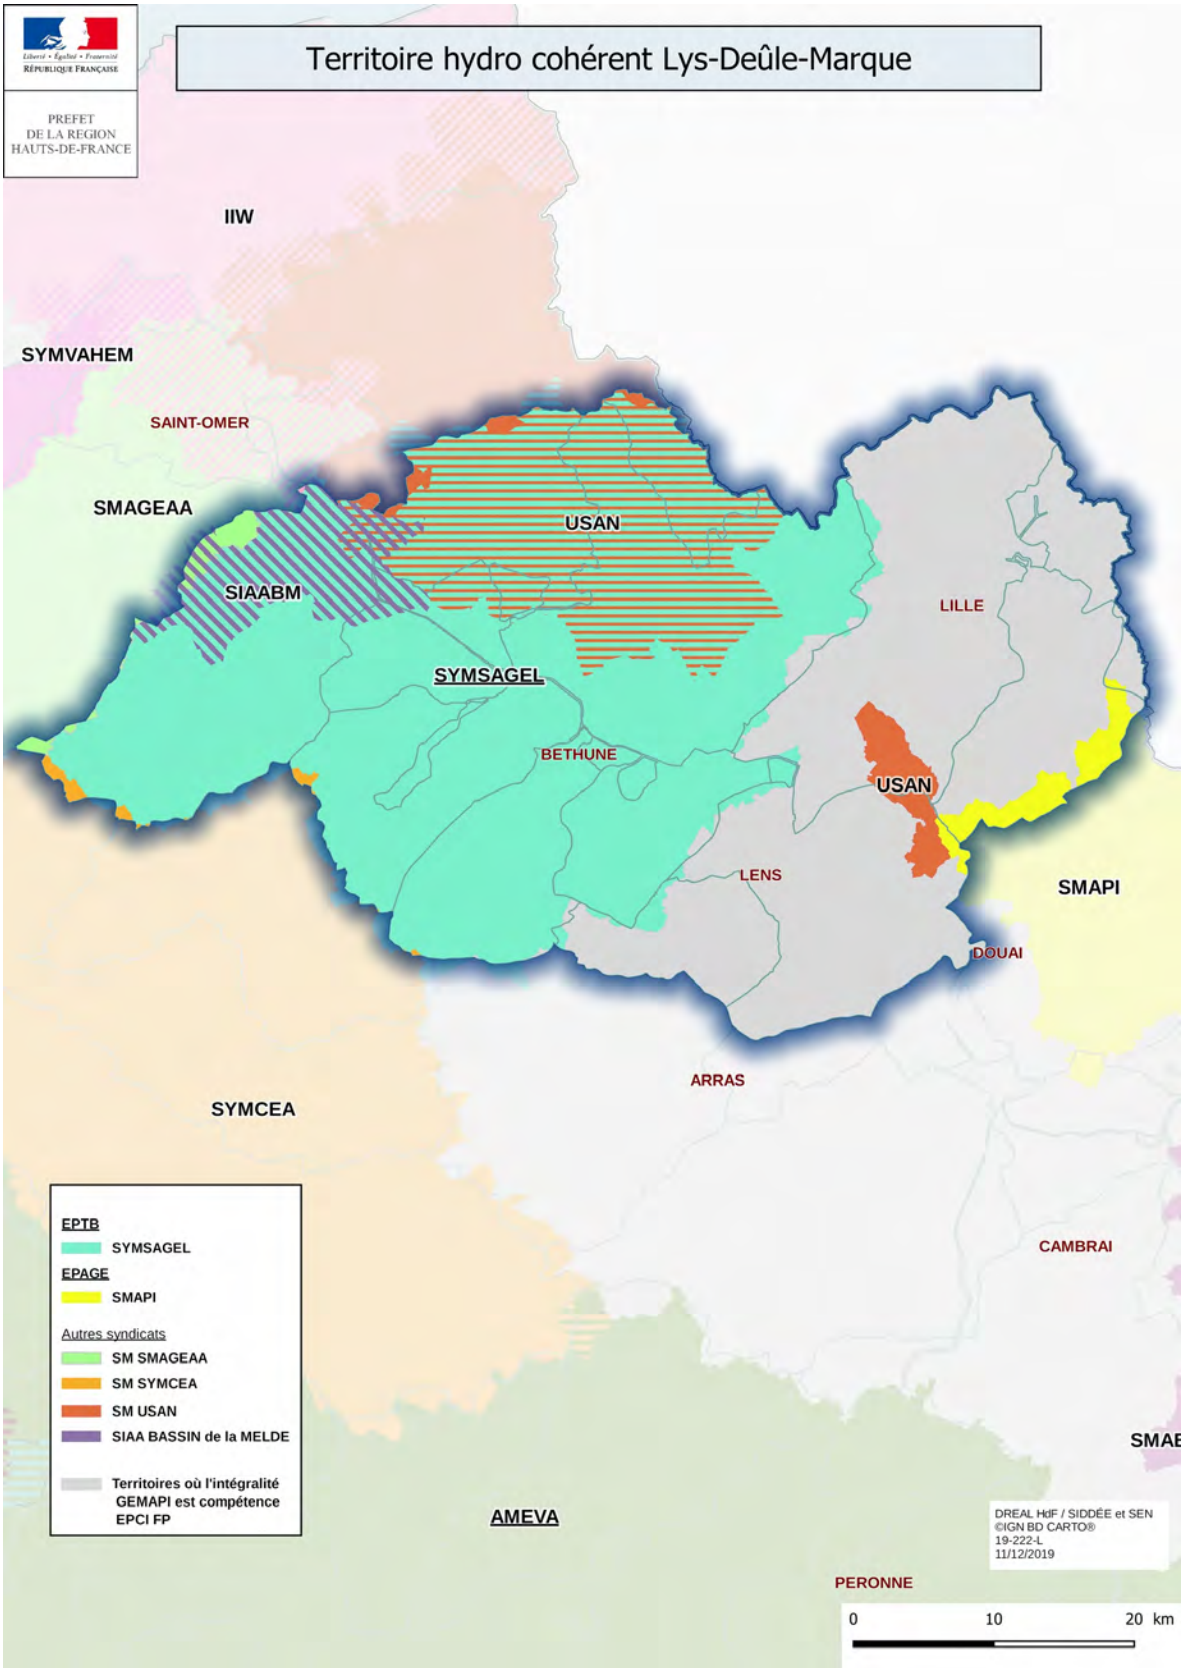 Liberté • Égalité • Fraternité
RÉPUBLIQUE FRANÇAISE
PREFET
DE LA REGION
HAUTS-DE-FRANCE
Territoire hydro cohérent Lys-Deûle-Marque
IIW
SYMVAHEM
SAINT-OMER
SMAGEAA
USAN
SIAABM
LILLE
SYMSAGEL
BETHUNE
USAN
LENS
SMAPI
DOUAI
ARRAS
SYMCEA
CAMBRAI
EPTB
SYMSAGEL
EPAGE
SMAPI
Autres syndicats
SM SMAGEAA
SM SYMCEA
SM USAN
SIAA BASSIN de la MELDE
Territoires où l'intégralité
GEMAPI est compétence
EPCI FP
SMAE
AMEVA
DREAL HdF / SIDDÉE et SEN
©IGN BD CARTO®
19-222-L
11/12/2019
PERONNE
0 10 20 km